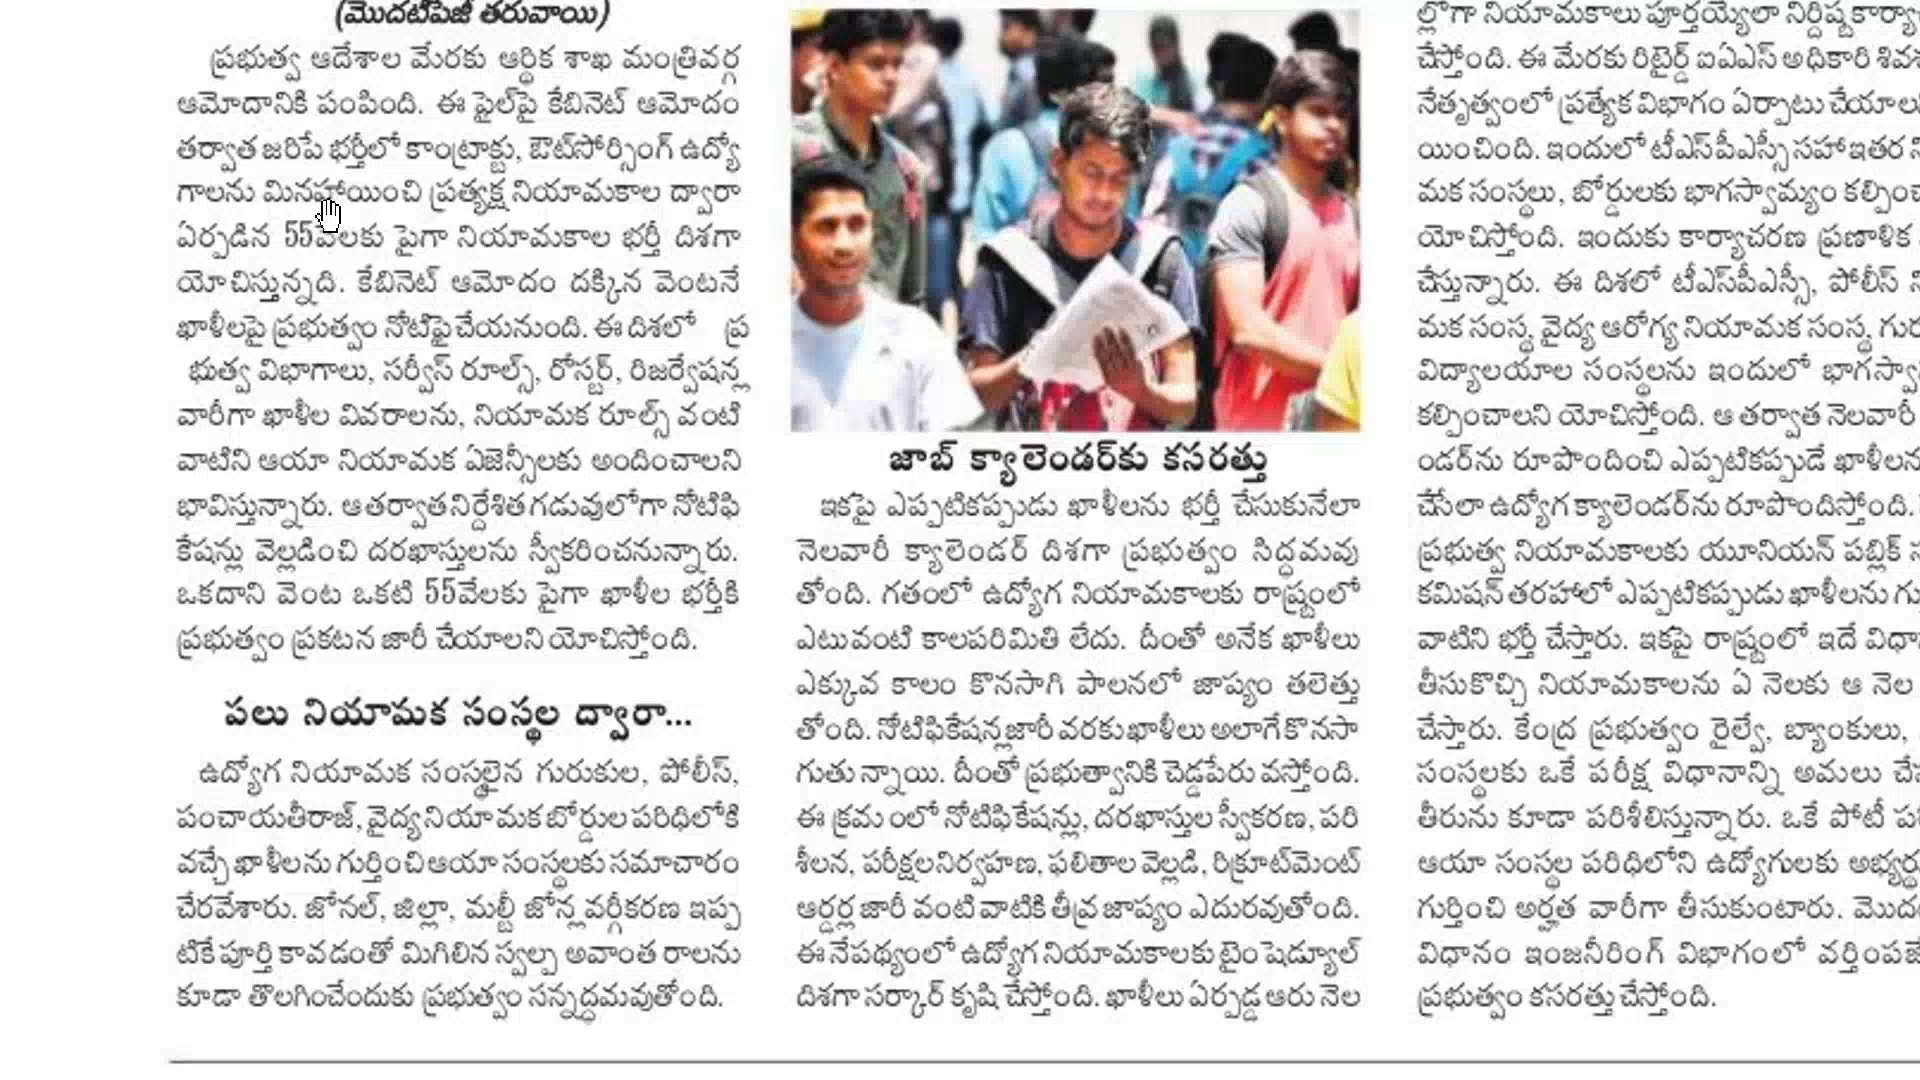 (మొదటిపేజీ తరువాయి)
ప్రభుత్వ ఆదేశాల మేరకు ఆర్థిక శాఖ మంత్రివర్గ
ఆమోదానికి పంపింది. ఈ ఫైల్‌పై కేబినెట్ ఆమోదం
తర్వాత జరిపే భర్తీలో కాంట్రాక్టు, ఔట్‌సోర్సింగ్ ఉద్యో
గాలను మినహాయించి ప్రత్యక్ష నియామకాల ద్వారా
ఏర్పడిన 55వేలకు పైగా నియామకాల భర్తీ దిశగా
యోచిస్తున్నది. కేబినెట్ ఆమోదం దక్కిన వెంటనే
ఖాళీలపై ప్రభుత్వం నోటిఫై చేయనుంది. ఈ దిశలో ప్ర
భుత్వ విభాగాలు, సర్వీస్ రూల్స్, రోస్టర్, రిజర్వేషన్ల
వారీగా ఖాళీల వివరాలను, నియామక రూల్స్ వంటి
వాటిని ఆయా నియామక ఏజెన్సీలకు అందించాలని
భావిస్తున్నారు. ఆతర్వాత నిర్దేశిత గడువులోగా నోటిఫి
కేషన్లు వెల్లడించి దరఖాస్తులను స్వీకరించనున్నారు.
ఒకదాని వెంట ఒకటి 55వేలకు పైగా ఖాళీల భర్తీకి
ప్రభుత్వం ప్రకటన జారీ చేయాలని యోచిస్తోంది.
పలు నియామక సంస్థల ద్వారా...
ఉద్యోగ నియామక సంస్థలైన గురుకుల, పోలీస్,
పంచాయతీరాజ్, వైద్య నియామక బోర్డుల పరిధిలోకి
వచ్చే ఖాళీలను గుర్తించి ఆయా సంస్థలకు సమాచారం
చేరవేశారు. జోనల్, జిల్లా, మల్టీ జోన్ల వర్గీకరణ ఇప్ప
టికే పూర్తి కావడంతో మిగిలిన స్వల్ప అవాంత రాలను
కూడా తొలగించేందుకు ప్రభుత్వం సన్నద్ధమవుతోంది.
జాబ్ క్యాలెండర్‌కు కసరత్తు
ఇకపై ఎప్పటికప్పుడు ఖాళీలను భర్తీ చేసుకునేలా
నెలవారీ క్యాలెండర్ దిశగా ప్రభుత్వం సిద్ధమవు
తోంది. గతంలో ఉద్యోగ నియామకాలకు రాష్ట్రంలో
ఎటువంటి కాలపరిమితి లేదు. దీంతో అనేక ఖాళీలు
ఎక్కువ కాలం కొనసాగి పాలనలో జాప్యం తలెత్తు
తోంది. నోటిఫికేషన్ల జారీ వరకు ఖాళీలు అలాగే కొనసా
గుతు న్నాయి. దీంతో ప్రభుత్వానికి చెడ్డపేరు వస్తోంది.
ఈ క్రమ ంలో నోటిఫికేషన్లు, దరఖాస్తుల స్వీకరణ, పరి
శీలన, పరీక్షల నిర్వహణ, ఫలితాల వెల్లడి, రిక్రూట్‌మెంట్
ఆర్డర్ల జారీ వంటి వాటికి తీవ్ర జాప్యం ఎదురవుతోంది.
ఈ నేపథ్యంలో ఉద్యోగ నియామకాలకు టైం షెడ్యూల్
దిశగా సర్కార్ కృషి చేస్తోంది. ఖాళీలు ఏర్పడ్డ ఆరు నెల
ల్లోగా నియామకాలు పూర్తయ్యేలా నిర్దిష్ట
చేస్తోంది. ఈ మేరకు రిటైర్డ్ ఐఏఎస్ అధికారి
నేతృత్వంలో ప్రత్యేక విభాగం ఏర్పాటు
యించింది. ఇందులో టీఎస్‌పీఎస్సీ సహా ఇతర
మక సంస్థలు, బోర్డులకు భాగస్వామ్యం
యోచిస్తోంది. ఇందుకు కార్యాచరణ ప్రణాళిక
చేస్తున్నారు. ఈ దిశలో టీఎస్‌పీఎస్సీ, పోలీస్
మక సంస్థ, వైద్య ఆరోగ్య నియామక సంస్థ,
విద్యాలయాల సంస్థలను ఇందులో
కల్పించాలని యోచిస్తోంది. ఆ తర్వాత నెలవారీ
ండర్‌ను రూపొందించి ఎప్పటికప్పుడే
చేసేలా ఉద్యోగ క్యాలెండర్‌ను రూపొందిస్తోంది.
ప్రభుత్వ నియామకాలకు యూనియన్ పబ్లిక్
కమిషన్ తరహాలో ఎప్పటికప్పుడు ఖాళీలను
వాటిని భర్తీ చేస్తారు. ఇకపై రాష్ట్రంలో ఇదే
తీసుకొచ్చి నియామకాలను ఏ నెలకు ఆ నెల
చేస్తారు. కేంద్ర ప్రభుత్వం రైల్వే, బ్యాంకులు,
సంస్థలకు ఒకే పరీక్ష విధానాన్ని అమలు
తీరును కూడా పరిశీలిస్తున్నారు. ఒకే పోటీ
ఆయా సంస్థల పరిధిలోని ఉద్యోగులకు
గుర్తించి అర్హత వారీగా తీసుకుంటారు.
విధానం ఇంజనీరింగ్ విభాగంలో
ప్రభుత్వం కసరత్తు చేస్తోంది.